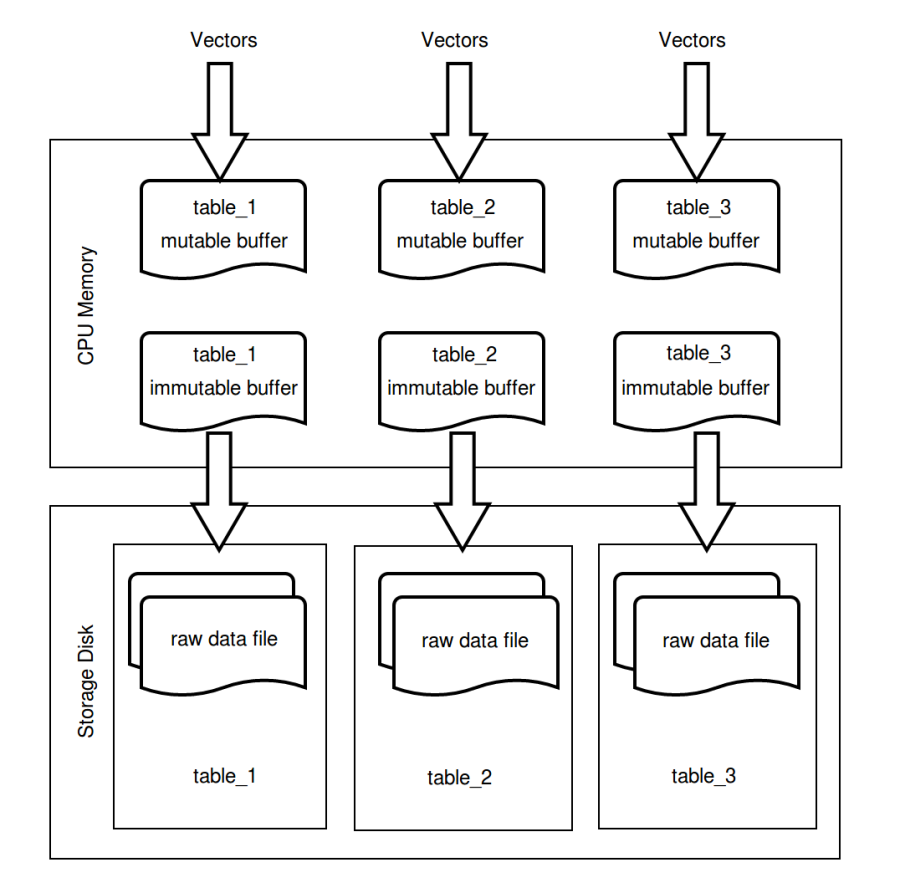 Vectors
Vectors
Vectors
table_1
mutable buffer
table_2
mutable buffer
table_3
mutable buffer
CPU Memory
table_1
immutable buffer
table_2
immutable buffer
table_3
immutable buffer
Storage Disk
raw data file
raw data file
raw data file
table_1
table_2
table_3